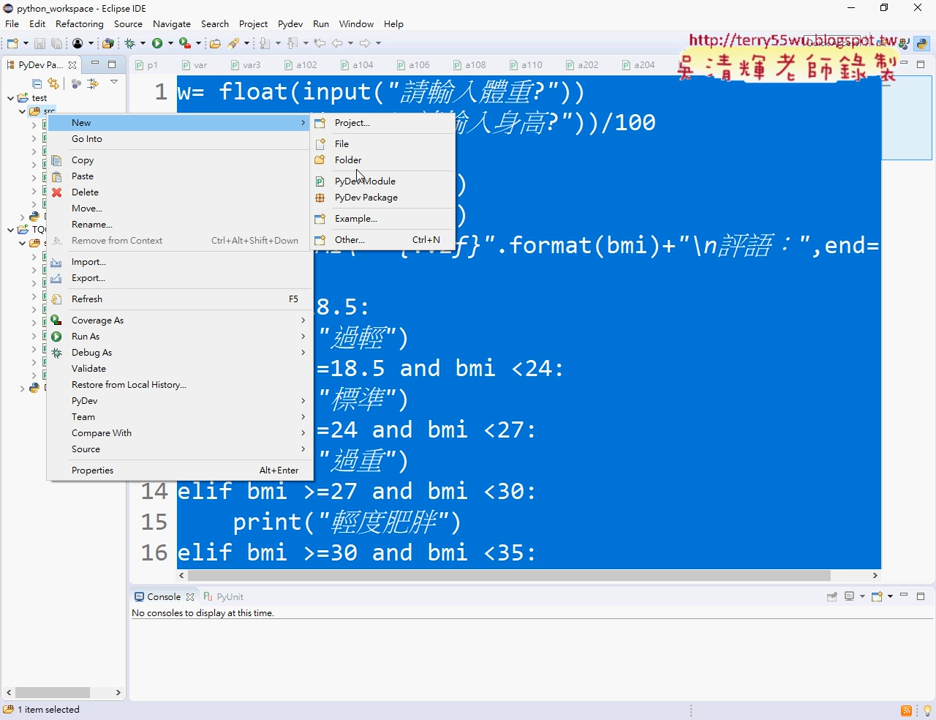 python_workspace - Eclipse IDE
File Edit Refactoring Source Navigate Search Project Pydev Run Window Help
http://terry55wu.blogspot.tw
吳清輝老師錄製
PyDev Pa...
p1 var var3 a102 a104 a106 a108 a110 a202 a204
test
src
1 w= float(input("請輸入體重?"))
請輸入身高?"))/100
)
)
".format(bmi)+"\n評語：",end=
8.5:
"過輕")
=18.5 and bmi <24:
"標準")
=24 and bmi <27:
"過重")
14 elif bmi >=27 and bmi <30:
15 print("輕度肥胖")
16 elif bmi >=30 and bmi <35:
New
Go Into
Copy
Paste
Delete
Move...
Rename...
Remove from Context Ctrl+Alt+Shift+Down
Import...
Export...
Refresh F5
Coverage As
Run As
Debug As
Validate
Restore from Local History...
PyDev
Team
Compare With
Source
Properties Alt+Enter
Project...
File
Folder
PyDev Module
PyDev Package
Example...
Other... Ctrl+N
Console PyUnit
No consoles to display at this time.
1 item selected